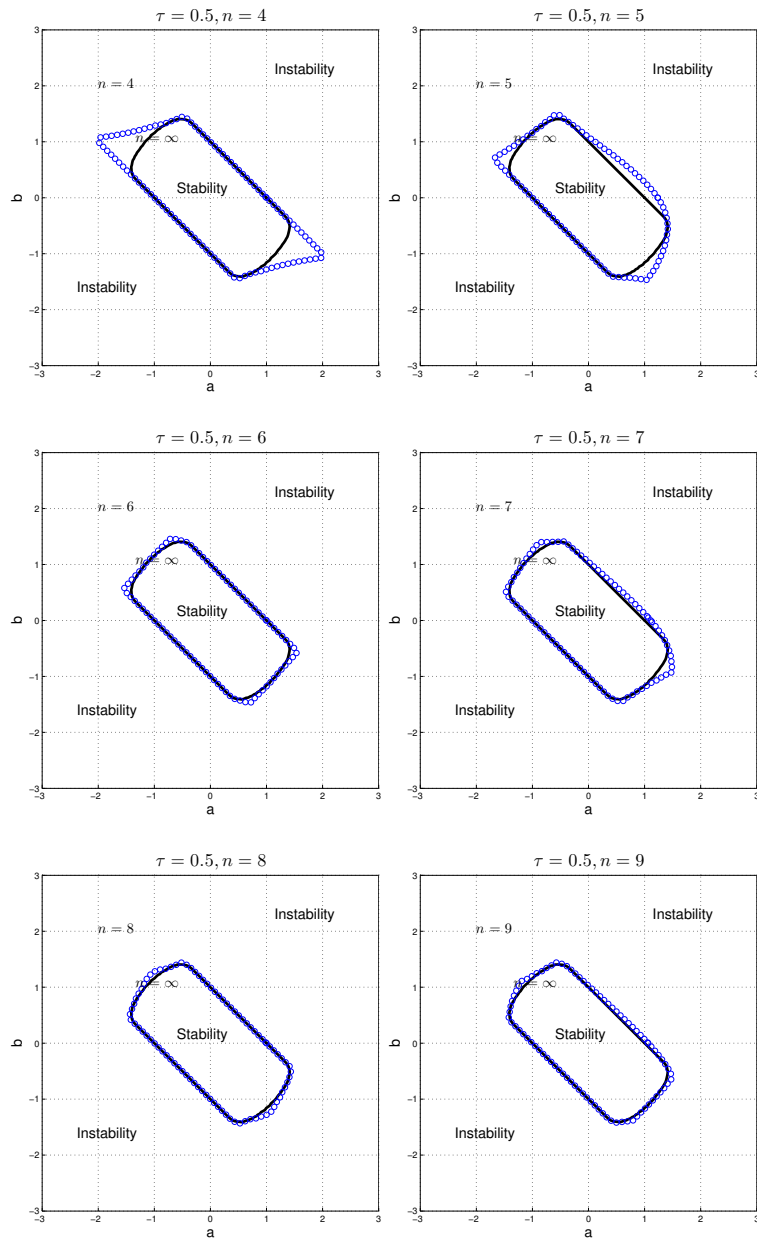 τ = 0.5, n = 4
3
2
1
0
−1
−2
−3
−3
−2
−1
0
1
2
3
b
a
Instability
n = 4
n = ∞
Stability
Instability
τ = 0.5, n = 5
3
2
1
0
−1
−2
−3
−3
−2
−1
0
1
2
3
b
a
Instability
n = 5
n = ∞
Stability
Instability
τ = 0.5, n = 6
3
2
1
0
−1
−2
−3
−3
−2
−1
0
1
2
3
b
a
Instability
n = 6
n = ∞
Stability
Instability
τ = 0.5, n = 7
3
2
1
0
−1
−2
−3
−3
−2
−1
0
1
2
3
b
a
Instability
n = 7
n = ∞
Stability
Instability
τ = 0.5, n = 8
3
2
1
0
−1
−2
−3
−3
−2
−1
0
1
2
3
b
a
Instability
n = 8
n = ∞
Stability
Instability
τ = 0.5, n = 9
3
2
1
0
−1
−2
−3
−3
−2
−1
0
1
2
3
b
a
Instability
n = 9
n = ∞
Stability
Instability